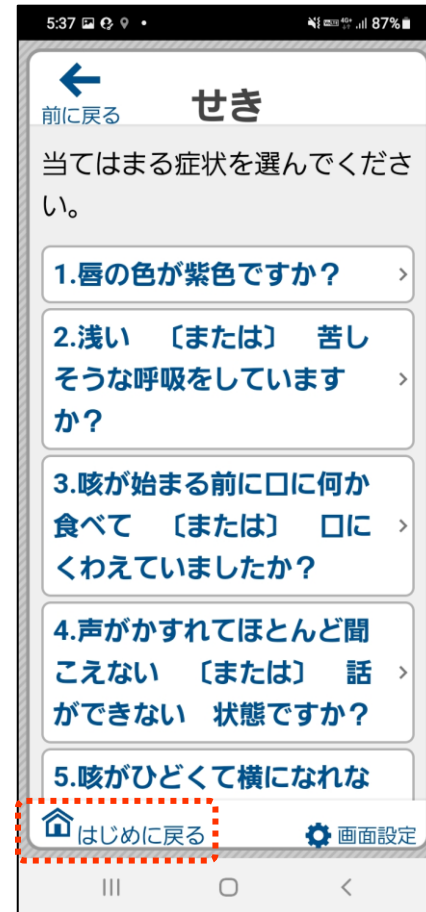 5:37
87%
前に戻る
せき
当てはまる症状を選んでくださ
い。
1.唇の色が紫色ですか？
2.浅い　〔または〕　苦し
そうな呼吸をしています
か？
3.咳が始まる前に口に何か
食べて　〔または〕　口に
くわえていましたか？
4.声がかすれてほとんど聞
こえない　〔または〕　話
ができない　状態ですか？
5.咳がひどくて横になれな
はじめに戻る
画面設定